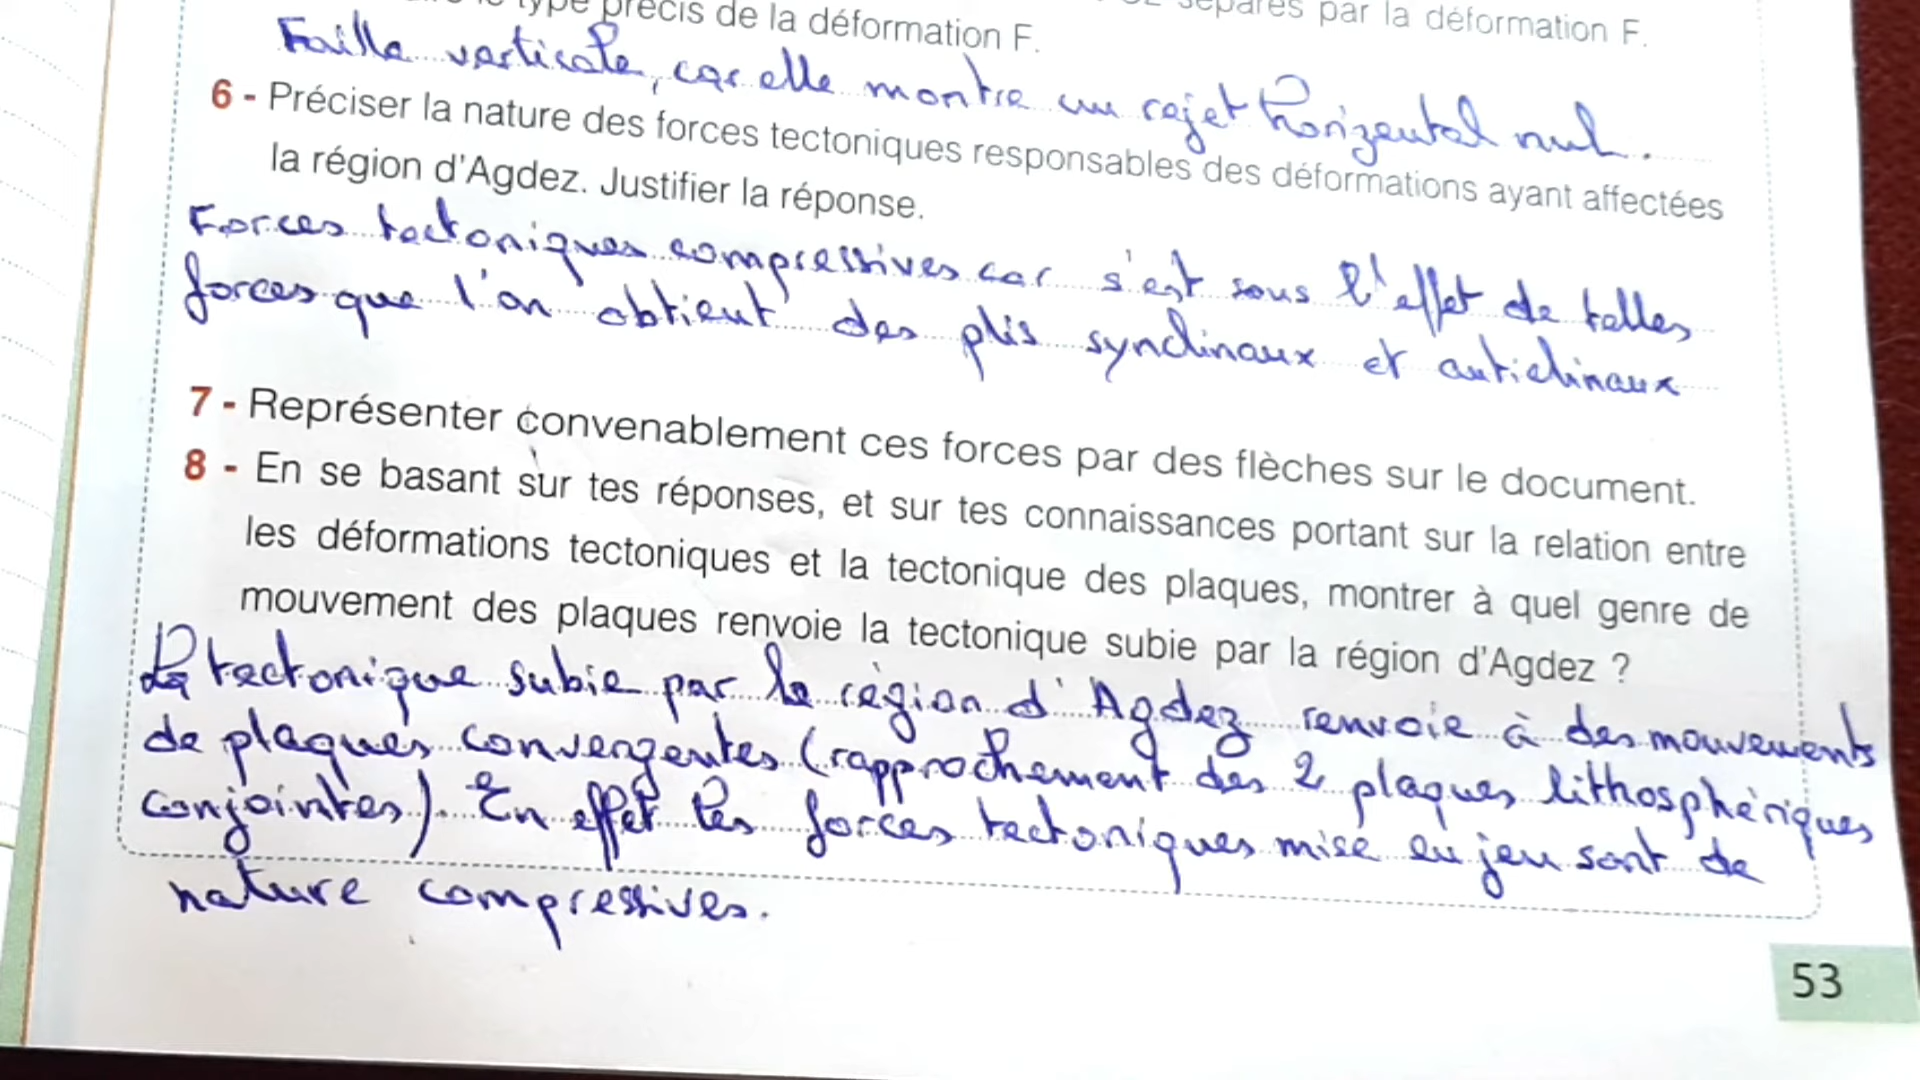 type précis de la déformation F.
séparés par la déformation F.
Faille verticale, car elle montre un rejet horizontal nul.
6 - Préciser la nature des forces tectoniques responsables des déformations ayant affectées
la région d'Agdez. Justifier la réponse.
Forces tectoniques compressives car s'est sous l'effet de telles
forces que l'on obtient des plis synclinaux et anticlinaux
7 - Représenter convenablement ces forces par des flèches sur le document.
8 - En se basant sur tes réponses, et sur tes connaissances portant sur la relation entre
les déformations tectoniques et la tectonique des plaques, montrer à quel genre de
mouvement des plaques renvoie la tectonique subie par la région d'Agdez ?
La tectonique subie par la région d'Agdez renvoie à des mouvements
de plaques convergentes (rapprochement des 2 plaques lithosphériques
conjointes). En effet les forces tectoniques mise en jeu sont de
nature compressives.
53